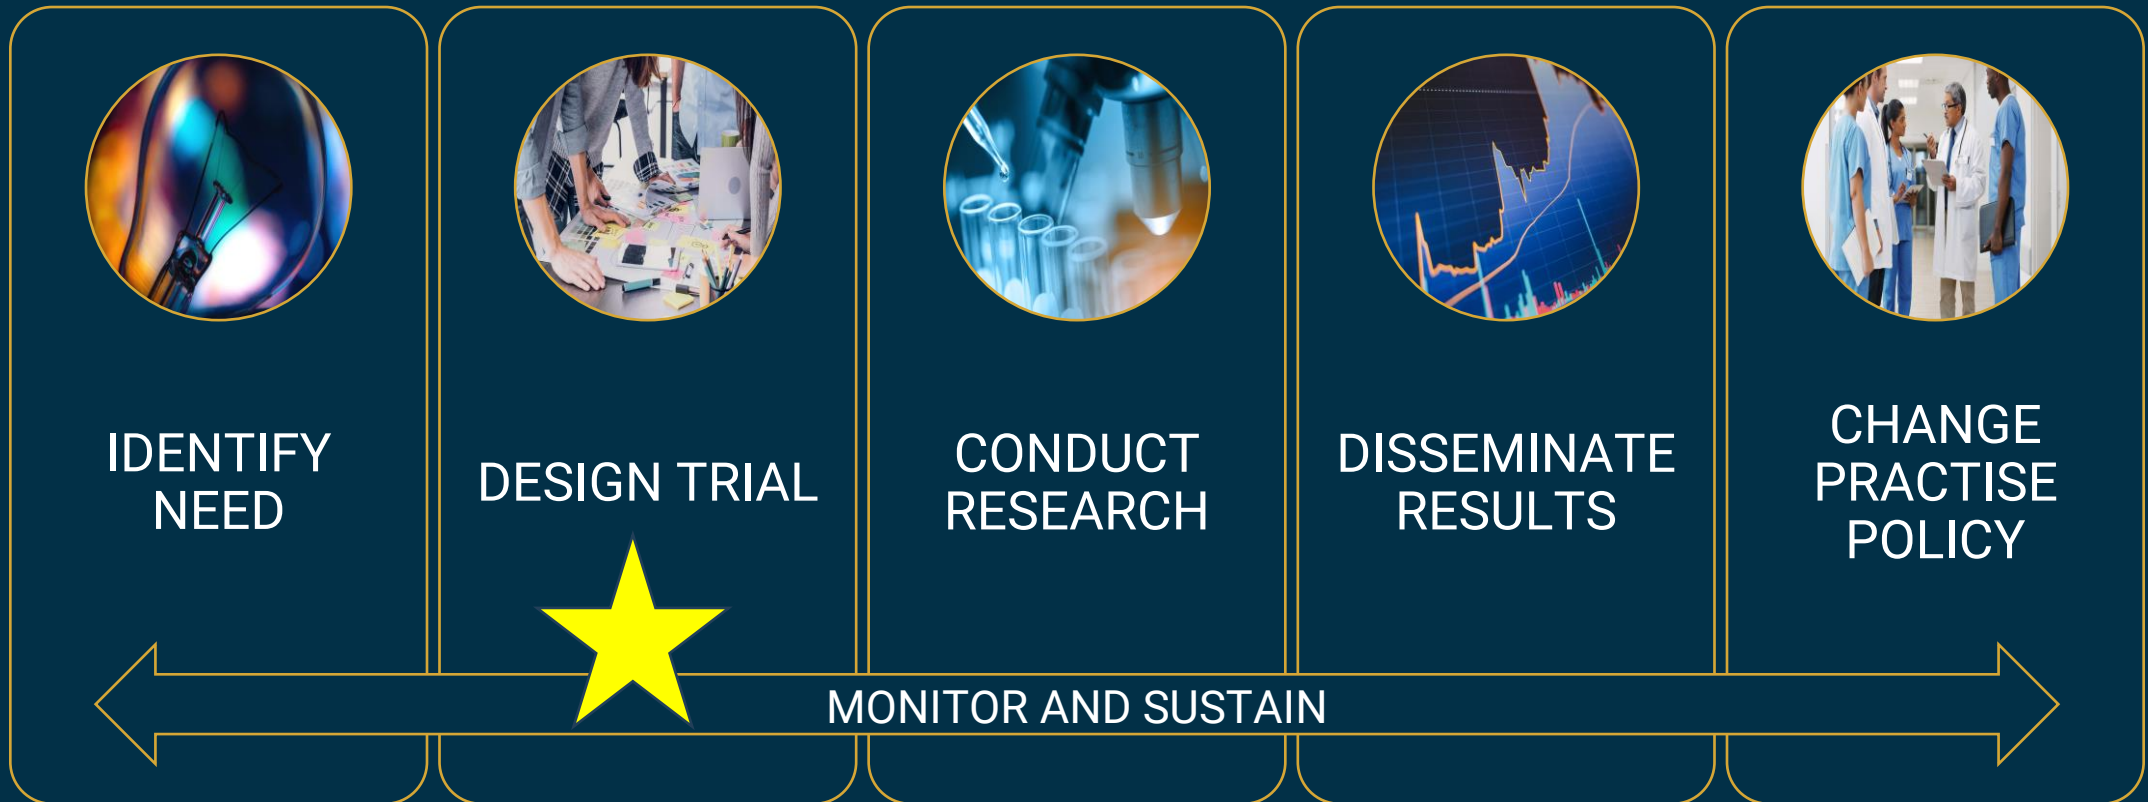 IDENTIFY
NEED
DESIGN TRIAL
CONDUCT
RESEARCH
DISSEMINATE
RESULTS
CHANGE
PRACTISE
POLICY
MONITOR AND SUSTAIN